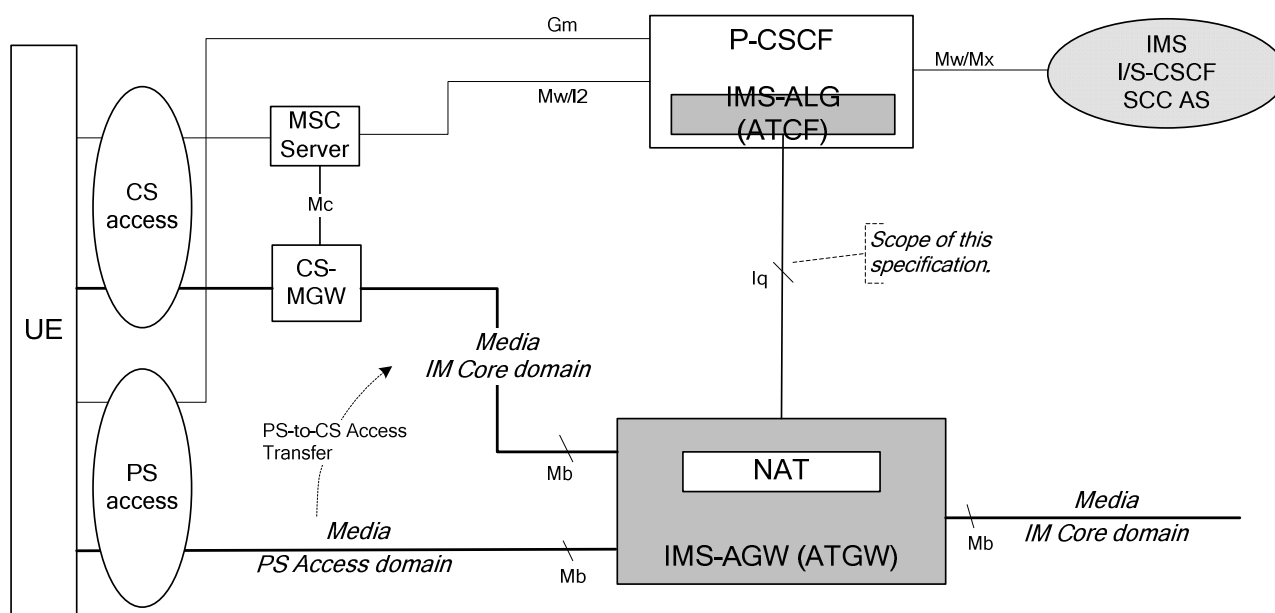 Gm
P-CSCF
IMS
I/S-CSCF
SCC AS
Mw/Mx
Mw/I2
IMS-ALG
(ATCF)
MSC
Server
CS
access
Mc
Scope of this
specification.
CS-
MGW
Iq
UE
Media
IM Core domain
PS-to-CS Access
Transfer
PS
access
Mb
NAT
Media
PS Access domain
Mb
IMS-AGW (ATGW)
Mb
Media
IM Core domain